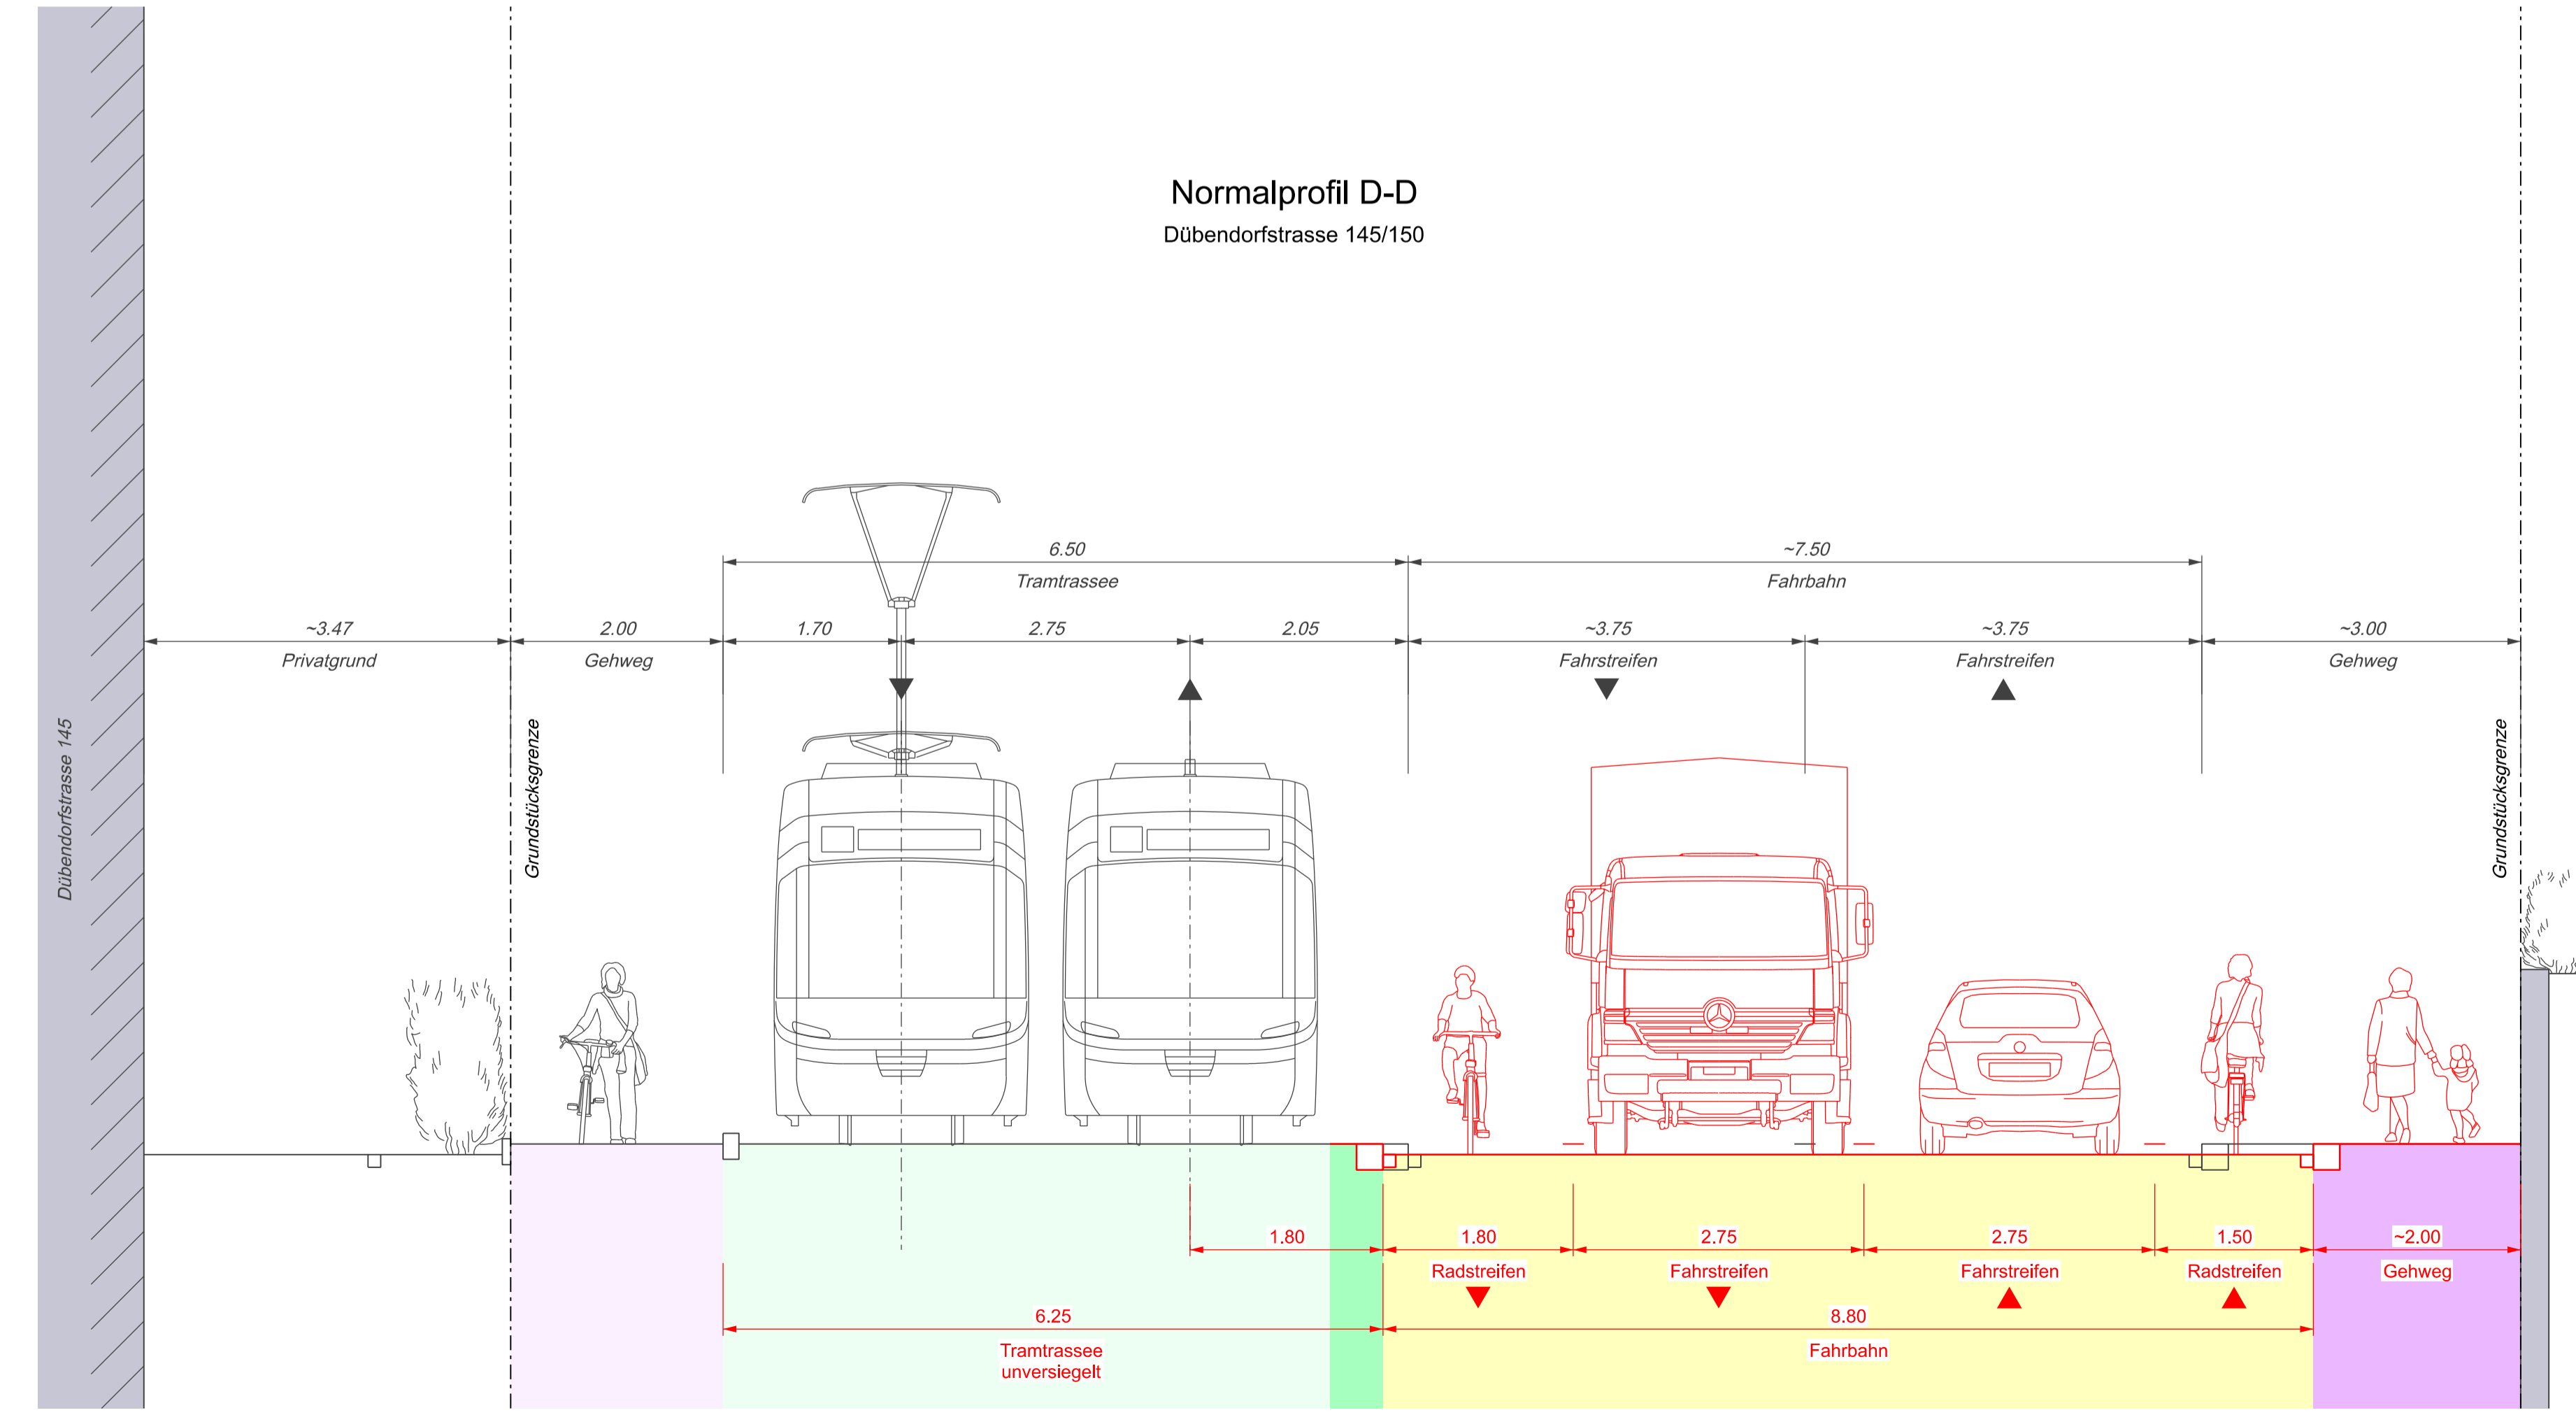 Normalprofil D-D
Dübendorfstrasse 145/150
6.50
~7.50
Tramtrassee
Fahrbahn
~3.47
2.00
1.70
2.75
2.05
~3.75
~3.75
~3.00
Privatgrund
Gehweg
Fahrstreifen
Fahrstreifen
Gehweg
Dübendorfstrasse 145
Grundstücksgrenze
Grundstücksgrenze
1.80
1.80
2.75
2.75
1.50
~2.00
Radstreifen
Fahrstreifen
Fahrstreifen
Radstreifen
Gehweg
6.25
8.80
Tramtrassee
unversiegelt
Fahrbahn